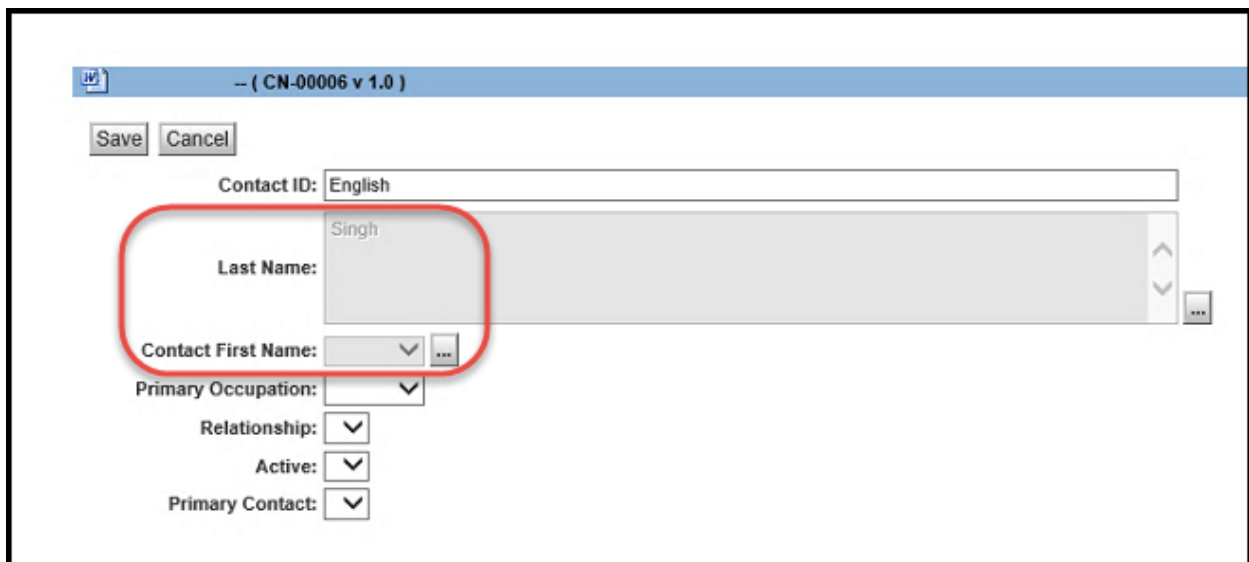 -- ( CN-00006 v 1.0 )
Save Cancel
Contact ID: English
Last Name: Singh
...
Contact First Name: ...
Primary Occupation:
Relationship:
Active:
Primary Contact: